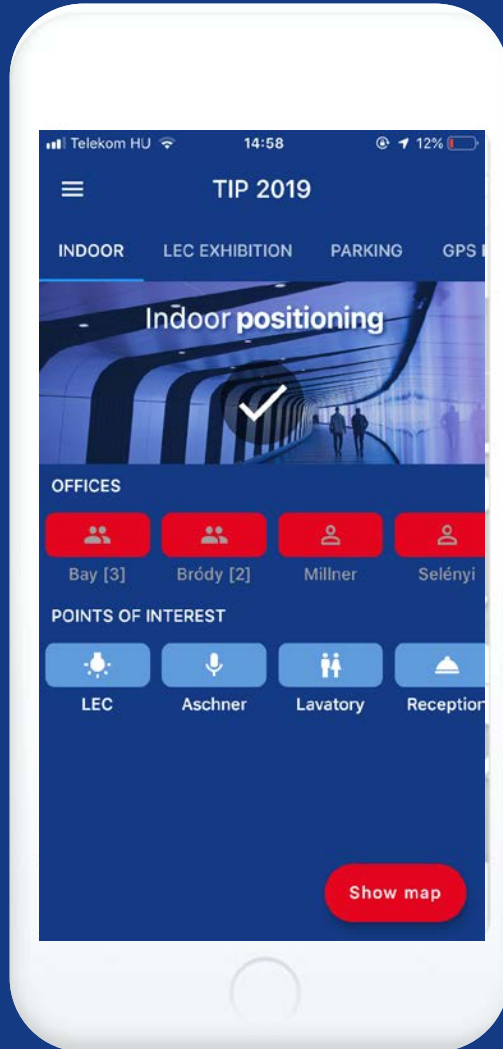 Telekom HU 14:58 12%
TIP 2019
INDOOR LEC EXHIBITION PARKING GPS
Indoor positioning
OFFICES
Bay [3] Bródy [2] Millner Selényi
POINTS OF INTEREST
LEC Aschner Lavatory Reception
Show map